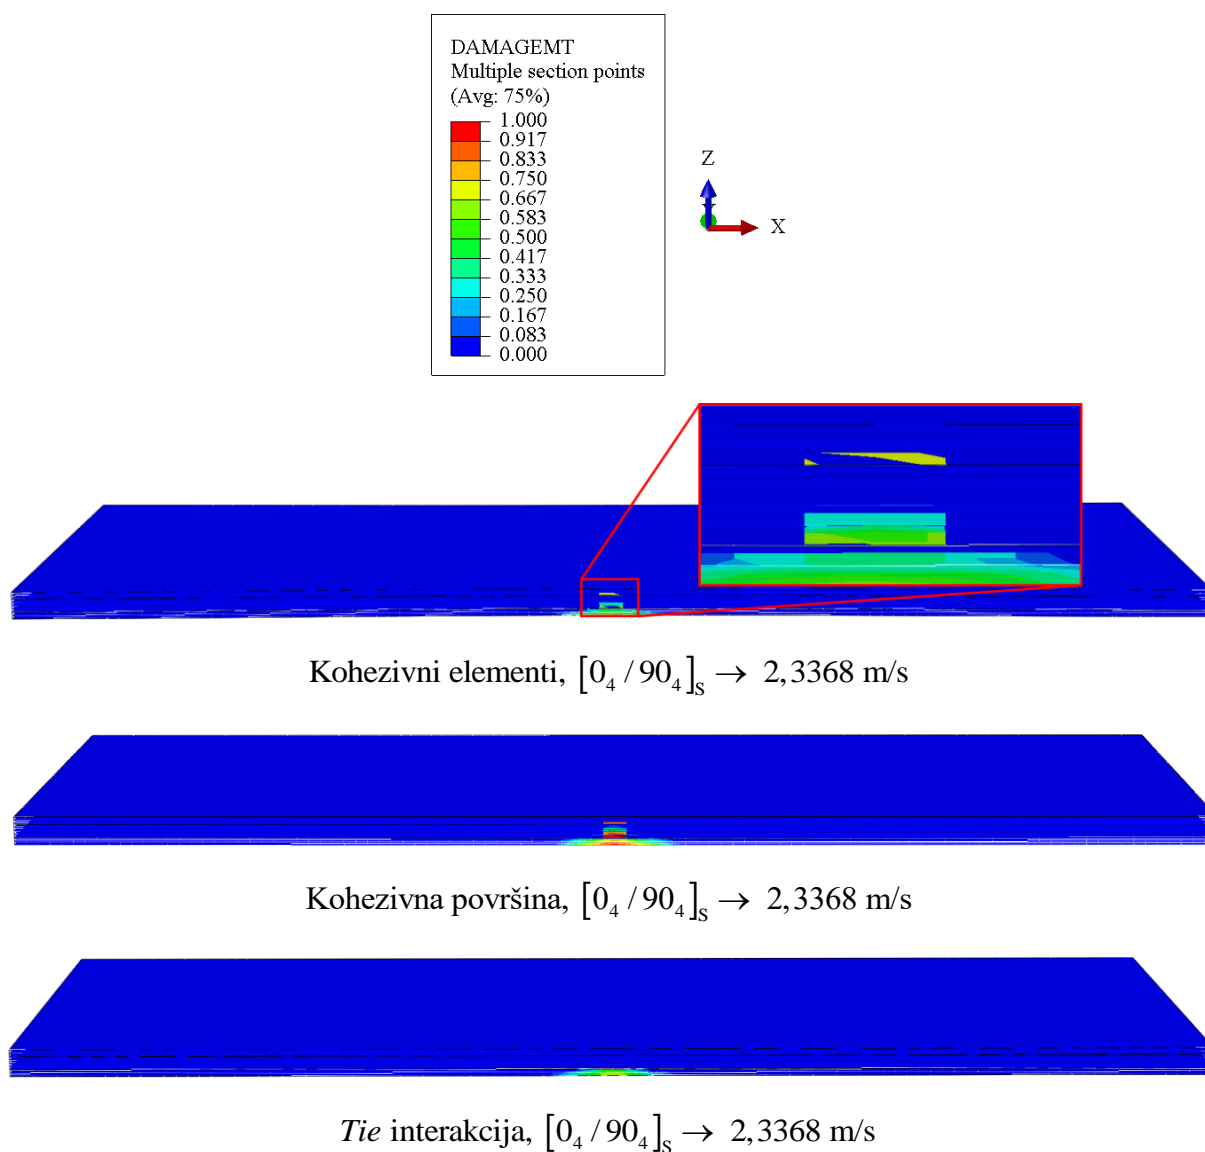 DAMAGEMT
Multiple section points
(Avg: 75%)
1.000
0.917
0.833
0.750
0.667
0.583
0.500
0.417
0.333
0.250
0.167
0.083
0.000
Z
X
Kohezivni elementi, [0₄ / 90₄]ₛ → 2,3368 m/s
Kohezivna površina, [0₄ / 90₄]ₛ → 2,3368 m/s
Tie interakcija, [0₄ / 90₄]ₛ → 2,3368 m/s